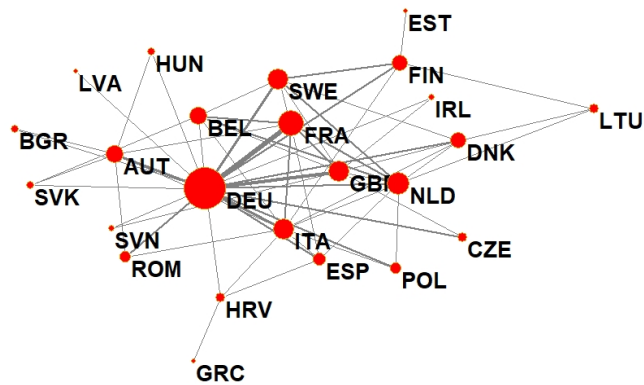 EST
HUN
FIN
LVA
SWE
IRL
LTU
BEL
FRA
BGR
DNK
AUT
GBR
NLD
SVK
DEU
SVN
ITA
CZE
ROM
ESP
POL
HRV
GRC